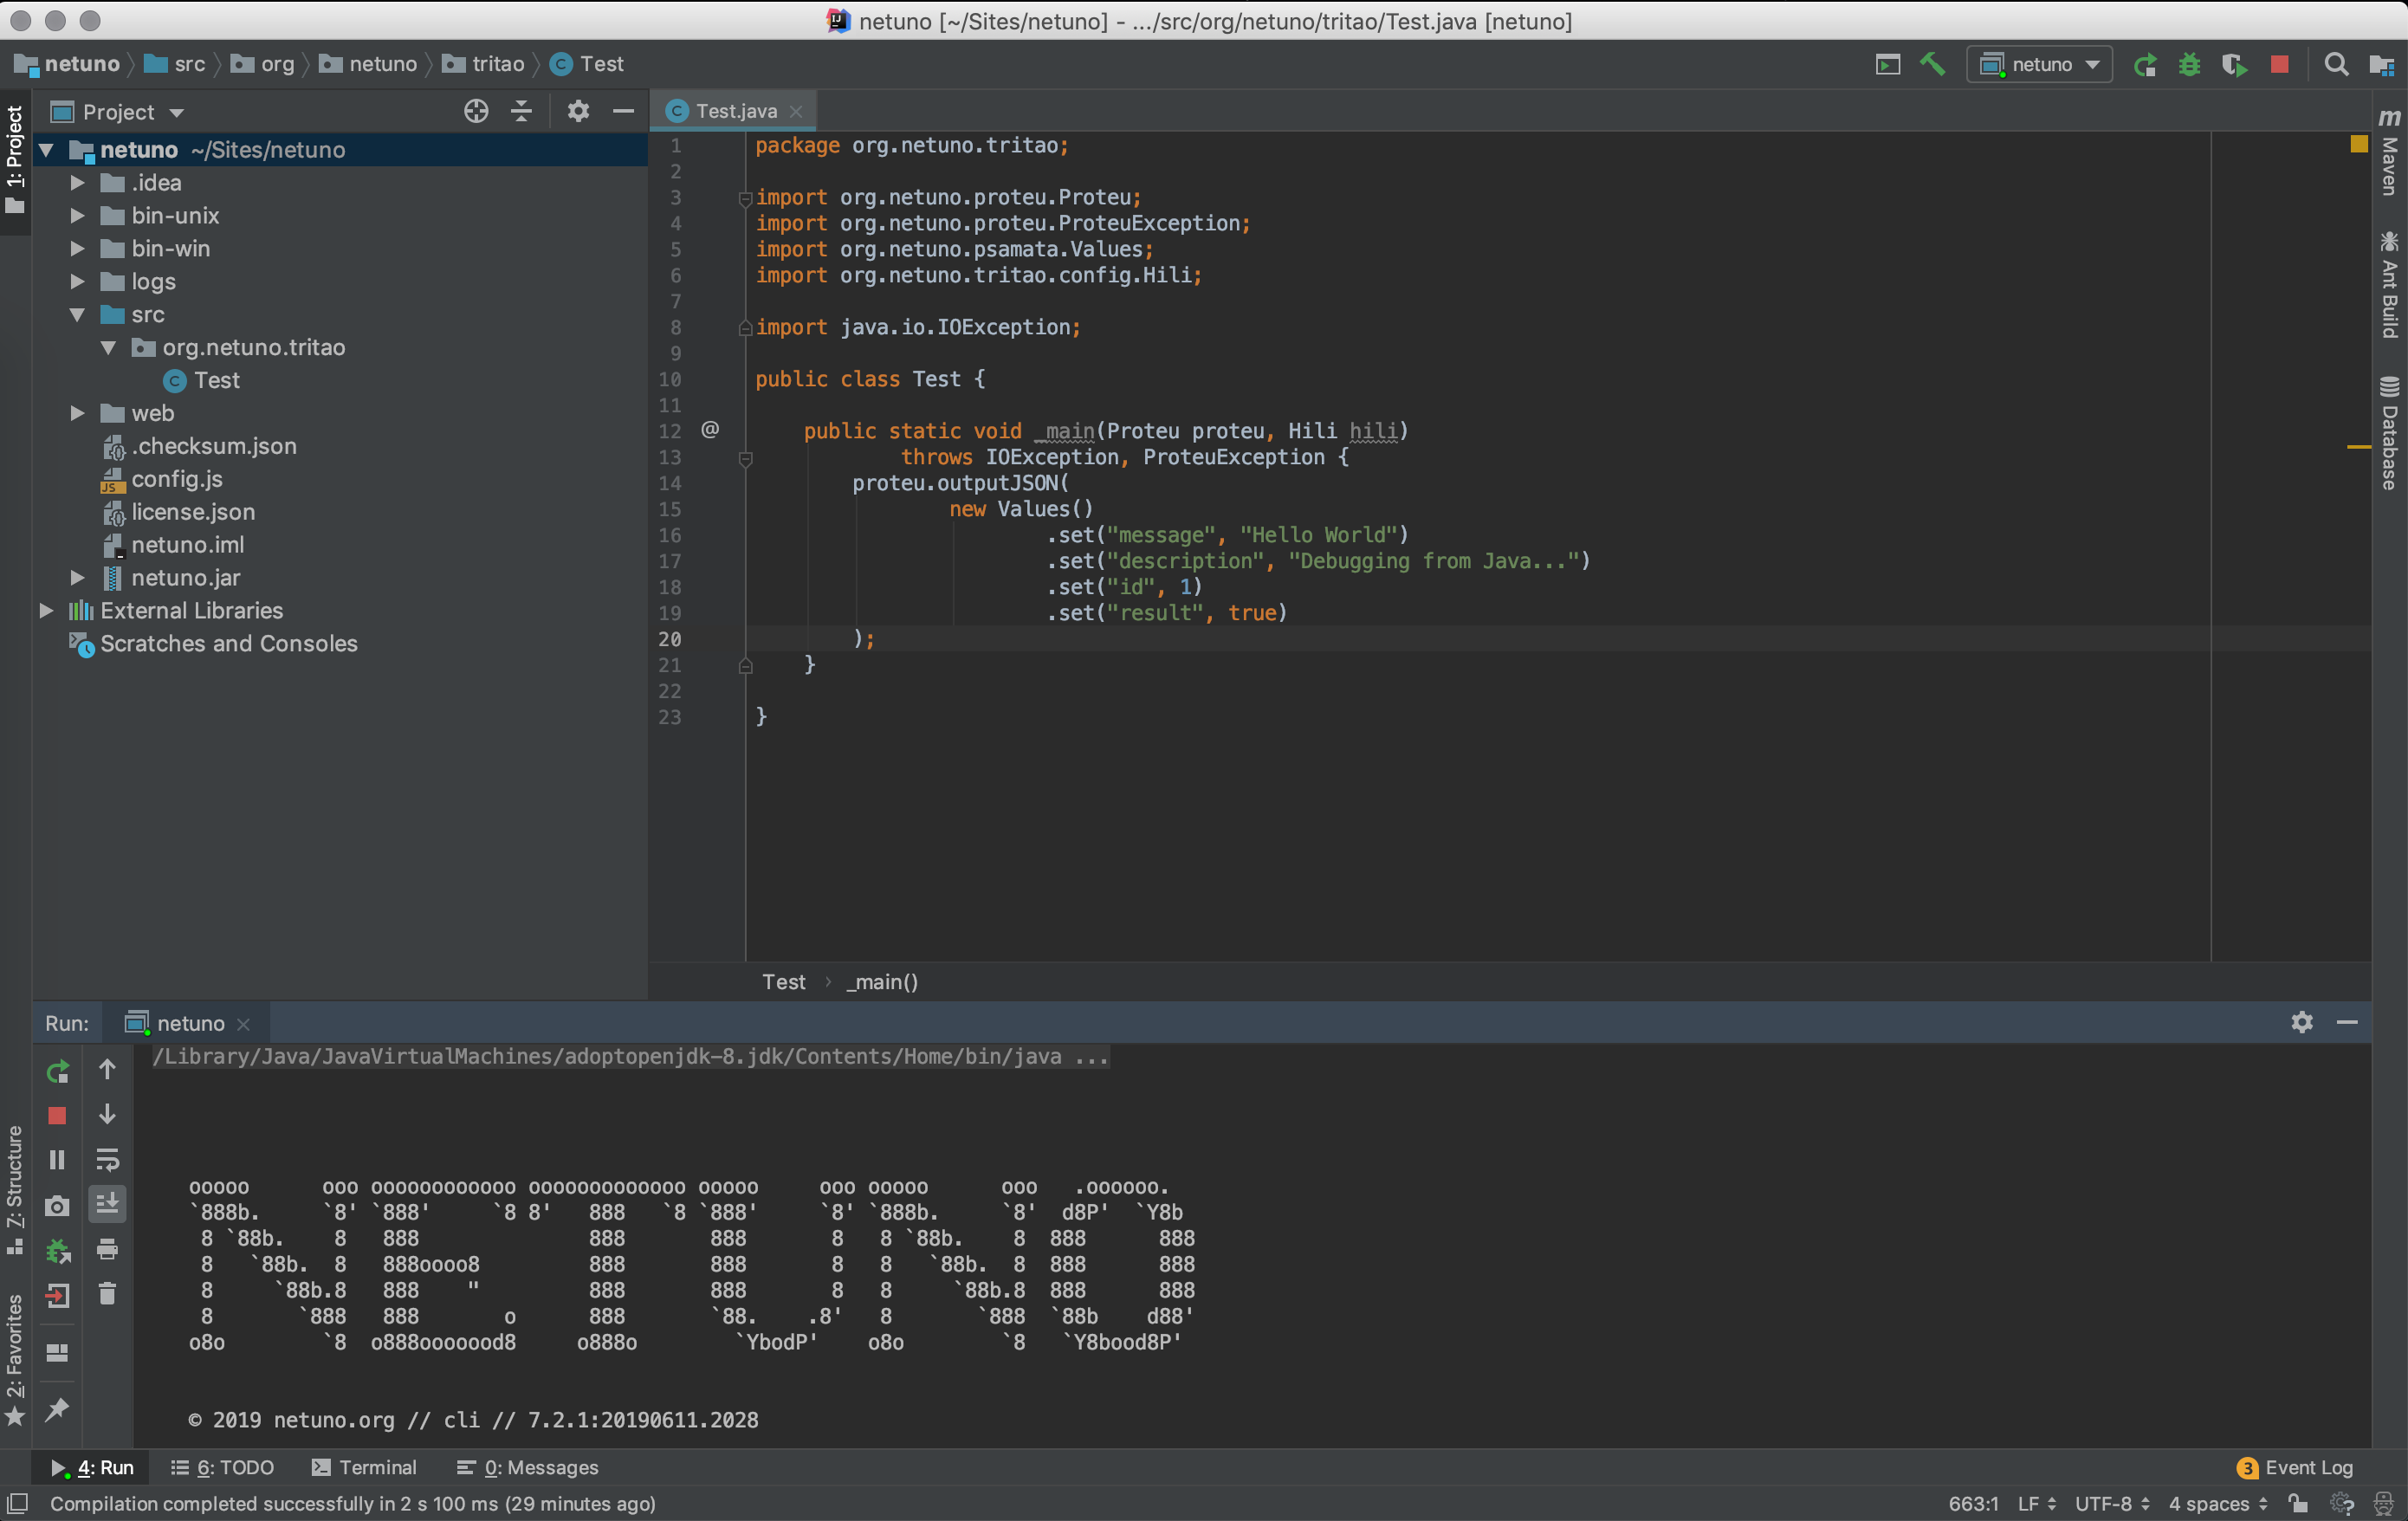 netuno [~/Sites/netuno] - .../src/org/netuno/tritao/Test.java [netuno]
netuno src org netuno tritao Test netuno
1: Project
Project
netuno ~/Sites/netuno
.idea
bin-unix
bin-win
logs
src
org.netuno.tritao
Test
web
.checksum.json
config.js
license.json
netuno.iml
netuno.jar
External Libraries
Scratches and Consoles
Test.java
1 package org.netuno.tritao;
2
3 import org.netuno.proteu.Proteu;
4 import org.netuno.proteu.ProteuException;
5 import org.netuno.psamata.Values;
6 import org.netuno.tritao.config.Hili;
7
8 import java.io.IOException;
9
10 public class Test {
11
12 @ public static void _main(Proteu proteu, Hili hili)
13 throws IOException, ProteuException {
14 proteu.outputJSON(
15 new Values()
16 .set("message", "Hello World")
17 .set("description", "Debugging from Java...")
18 .set("id", 1)
19 .set("result", true)
20 );
21 }
22
23 }
Test › _main()
m Maven
Ant Build
Database
Run: netuno
/Library/Java/JavaVirtualMachines/adoptopenjdk-8.jdk/Contents/Home/bin/java ...
ooooo      ooo oooooooooooo ooooooooooooo ooooo     ooo ooooo      ooo   .oooooo.
`888b.     `8' `888'     `8 8'   888   `8 `888'     `8' `888b.     `8'  d8P'  `Y8b
 8 `88b.    8   888              888       888       8   8 `88b.    8  888      888
 8   `88b.  8   888oooo8         888       888       8   8   `88b.  8  888      888
 8     `88b.8   888    "         888       888       8   8     `88b.8  888      888
 8       `888   888       o      888       `88.    .8'   8       `888  `88b    d88'
o8o        `8  o888ooooood8     o888o        `YbodP'    o8o        `8   `Y8bood8P'
© 2019 netuno.org // cli // 7.2.1:20190611.2028
7: Structure
2: Favorites
4: Run 6: TODO Terminal 0: Messages 3 Event Log
Compilation completed successfully in 2 s 100 ms (29 minutes ago) 663:1 LF UTF-8 4 spaces